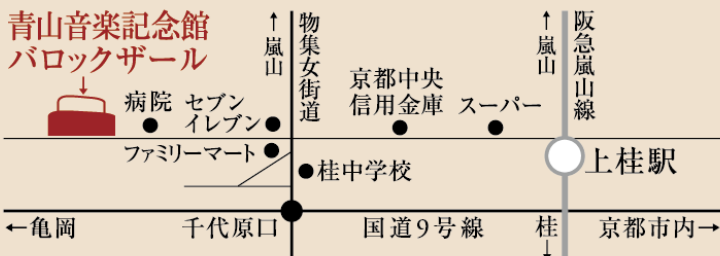 青山音楽記念館
バロックザール
↑嵐山
物集女街道
↑嵐山
阪急嵐山線
病院
セブン
イレブン
京都中央
信用金庫
スーパー
ファミリーマート
桂中学校
上桂駅
←亀岡
千代原口
国道9号線
桂↓
京都市内→